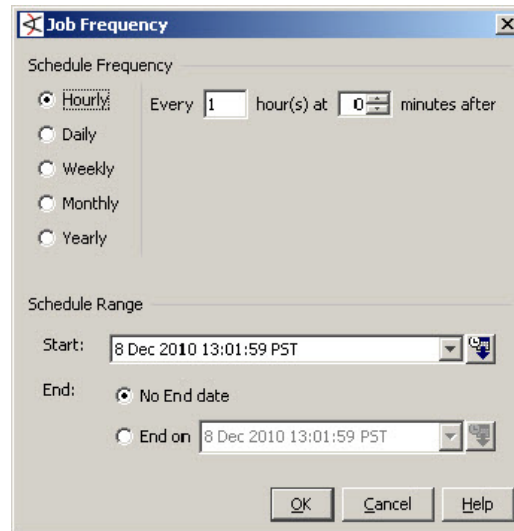 Job Frequency
Schedule Frequency
Hourly Every 1 hour(s) at 0 minutes after
Daily
Weekly
Monthly
Yearly
Schedule Range
Start: 8 Dec 2010 13:01:59 PST
End: No End date
End on 8 Dec 2010 13:01:59 PST
OK Cancel Help